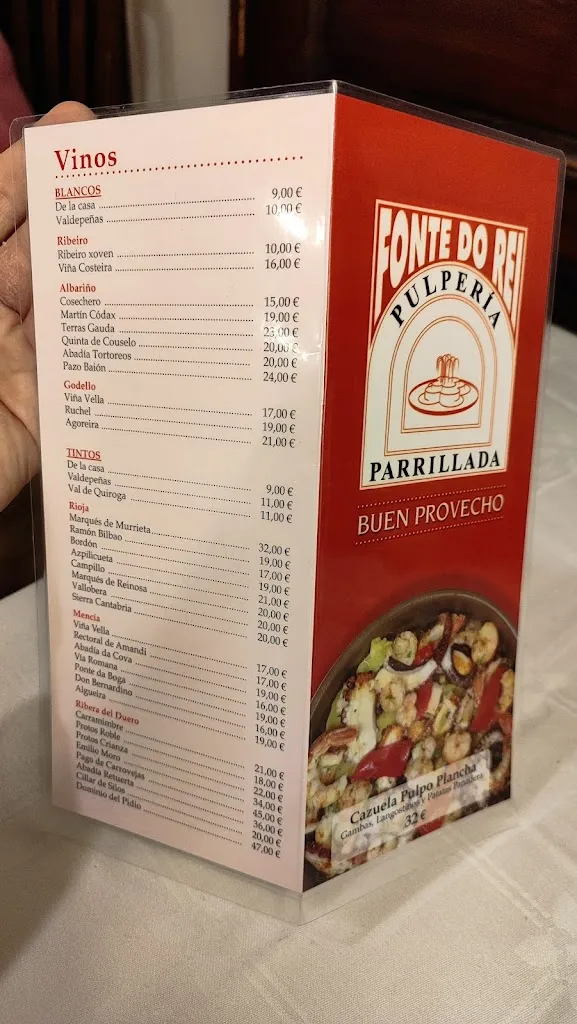 Vinos
BLANCOS
De la casa 9,00 €
Valdepeñas 10,00 €
Ribeiro
Ribeiro xoven 10,00 €
Viña Costeira 16,00 €
Albariño
Cosechero 15,00 €
Martín Códax 19,00 €
Terras Gauda 23,00 €
Quinta de Couselo 20,00 €
Abadía Tortoreos 20,00 €
Pazo Baión 24,00 €
Godello
Viña Vella 17,00 €
Ruchel 19,00 €
Agoreira 21,00 €
TINTOS
De la casa 9,00 €
Valdepeñas 11,00 €
Val de Quiroga 11,00 €
Rioja
Marqués de Murrieta 32,00 €
Ramón Bilbao 19,00 €
Bordón 17,00 €
Azpilicueta 19,00 €
Campillo 21,00 €
Marqués de Reinosa 20,00 €
Vallobera 20,00 €
Sierra Cantabria 20,00 €
Mencía
Viña Vella 17,00 €
Rectoral de Amandi 17,00 €
Abadía da Cova 19,00 €
Vía Romana 16,00 €
Ponte da Boga 19,00 €
Don Bernardino 16,00 €
Algueira 19,00 €
Ribera del Duero
Carramimbre 21,00 €
Protos Roble 18,00 €
Protos Crianza 22,00 €
Emilio Moro 34,00 €
Pago de Carrovejas 45,00 €
Abadía Retuerta 36,00 €
Cillar de Silos 20,00 €
Dominio del Pidio 47,00 €
FONTE DO REI
PULPERÍA
PARRILLADA
BUEN PROVECHO
Cazuela Pulpo Plancha
Gambas, Langostinos y Patatas Panadera
32 €